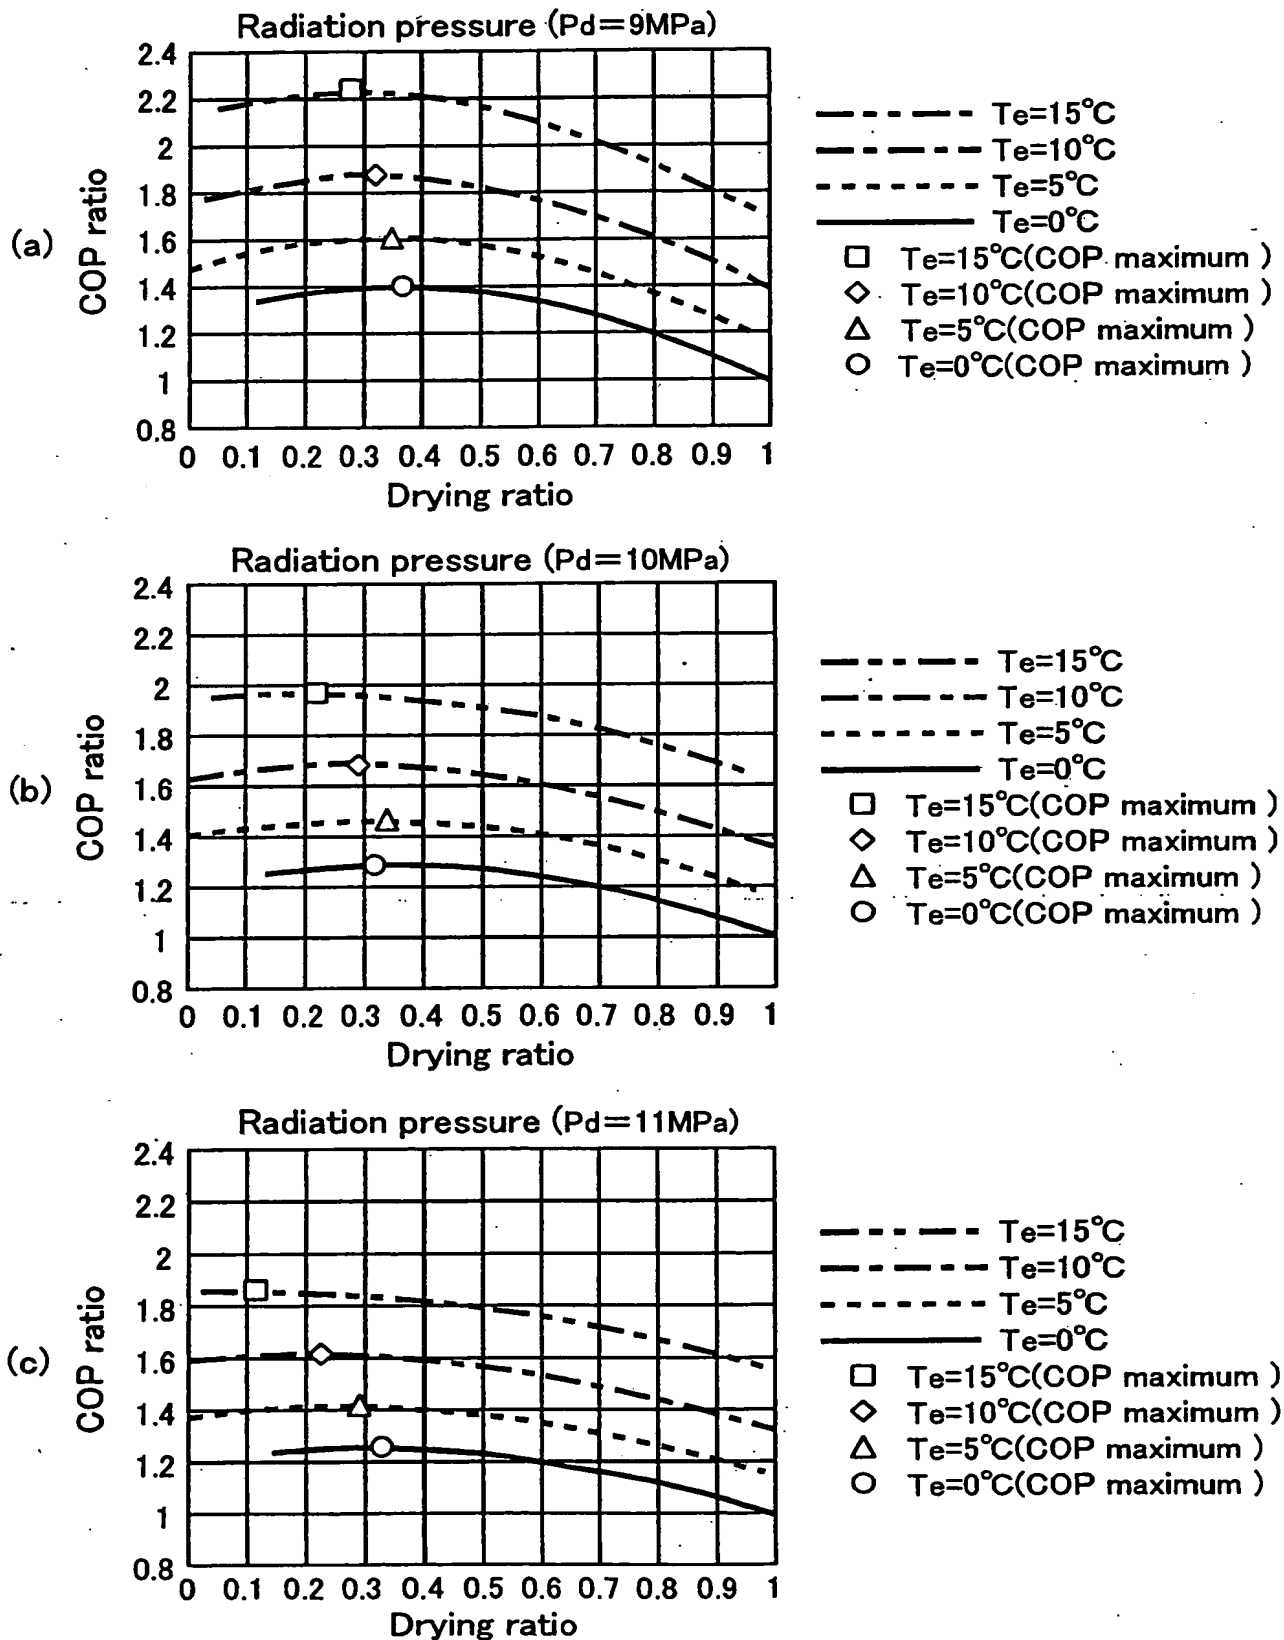 Radiation pressure (Pd=9MPa)
2.4
2.2
2
1.8
1.6
1.4
1.2
1
0.8
(a)
COP ratio
0 0.1 0.2 0.3 0.4 0.5 0.6 0.7 0.8 0.9 1
Drying ratio
Te=15°C
Te=10°C
Te=5°C
Te=0°C
Te=15°C(COP maximum )
Te=10°C(COP maximum )
Te=5°C(COP maximum )
Te=0°C(COP maximum )
Radiation pressure (Pd=10MPa)
2.4
2.2
2
1.8
1.6
1.4
1.2
1
0.8
(b)
COP ratio
0 0.1 0.2 0.3 0.4 0.5 0.6 0.7 0.8 0.9 1
Drying ratio
Te=15°C
Te=10°C
Te=5°C
Te=0°C
Te=15°C(COP maximum )
Te=10°C(COP maximum )
Te=5°C(COP maximum )
Te=0°C(COP maximum )
Radiation pressure (Pd=11MPa)
2.4
2.2
2
1.8
1.6
1.4
1.2
1
0.8
(c)
COP ratio
0 0.1 0.2 0.3 0.4 0.5 0.6 0.7 0.8 0.9 1
Drying ratio
Te=15°C
Te=10°C
Te=5°C
Te=0°C
Te=15°C(COP maximum )
Te=10°C(COP maximum )
Te=5°C(COP maximum )
Te=0°C(COP maximum )